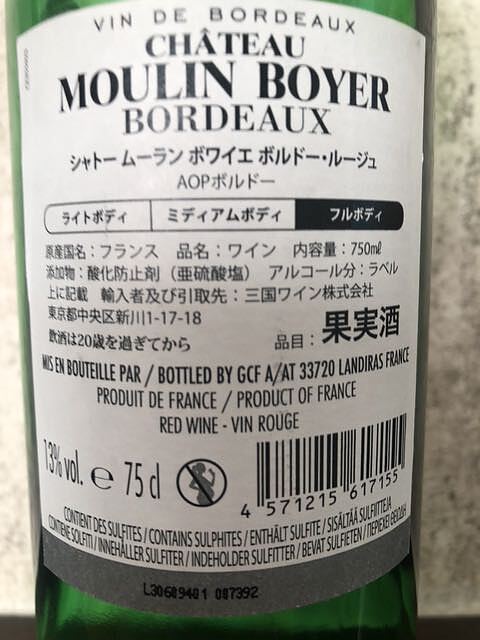 VIN DE BORDEAUX
CHÂTEAU
MOULIN BOYER
BORDEAUX
シャトー ムーラン ボワイエ ボルドー・ルージュ
AOPボルドー
ライトボディ ミディアムボディ フルボディ
原産国名：フランス 品名：ワイン 内容量：750㎖
添加物：酸化防止剤（亜硫酸塩） アルコール分：ラベル
上に記載 輸入者及び引取先：三国ワイン株式会社
東京都中央区新川1-17-18
飲酒は20歳を過ぎてから 品目：果実酒
MIS EN BOUTEILLE PAR / BOTTLED BY GCF A/AT 33720 LANDIRAS FRANCE
PRODUIT DE FRANCE / PRODUCT OF FRANCE
RED WINE - VIN ROUGE
13% vol. ℮ 75 cl
4 571215 617155
CONTIENT DES SULFITES / CONTAINS SULPHITES / ENTHÄLT SULFITE / SISÄLTÄÄ SULFIITTEJA
CONTIENE SOLFITI / INNEHÅLLER SULFITER / INDEHOLDER SULFITTER / BEVAT SULFIETEN / ΠΕΡΙΕΧΕΙ ΘΕΙΩΔΗ
L30689401 007392